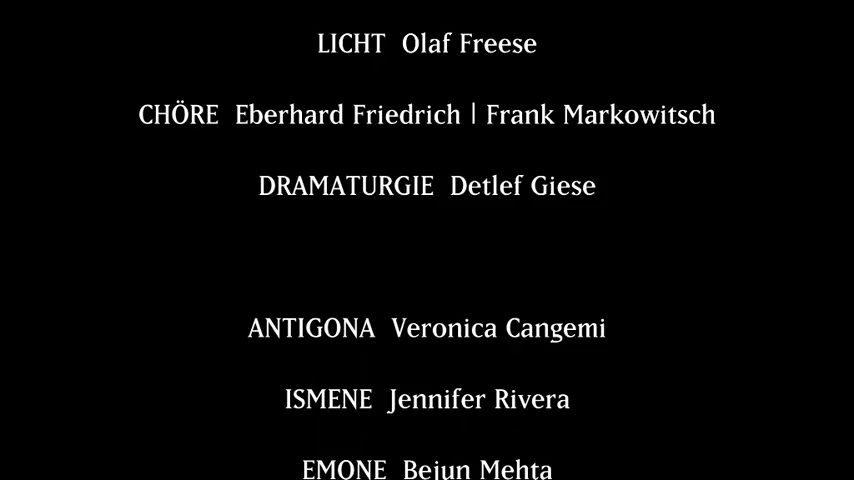 LICHT Olaf Freese
CHÖRE Eberhard Friedrich | Frank Markowitsch
DRAMATURGIE Detlef Giese
ANTIGONA Veronica Cangemi
ISMENE Jennifer Rivera
EMONE Bejun Mehta